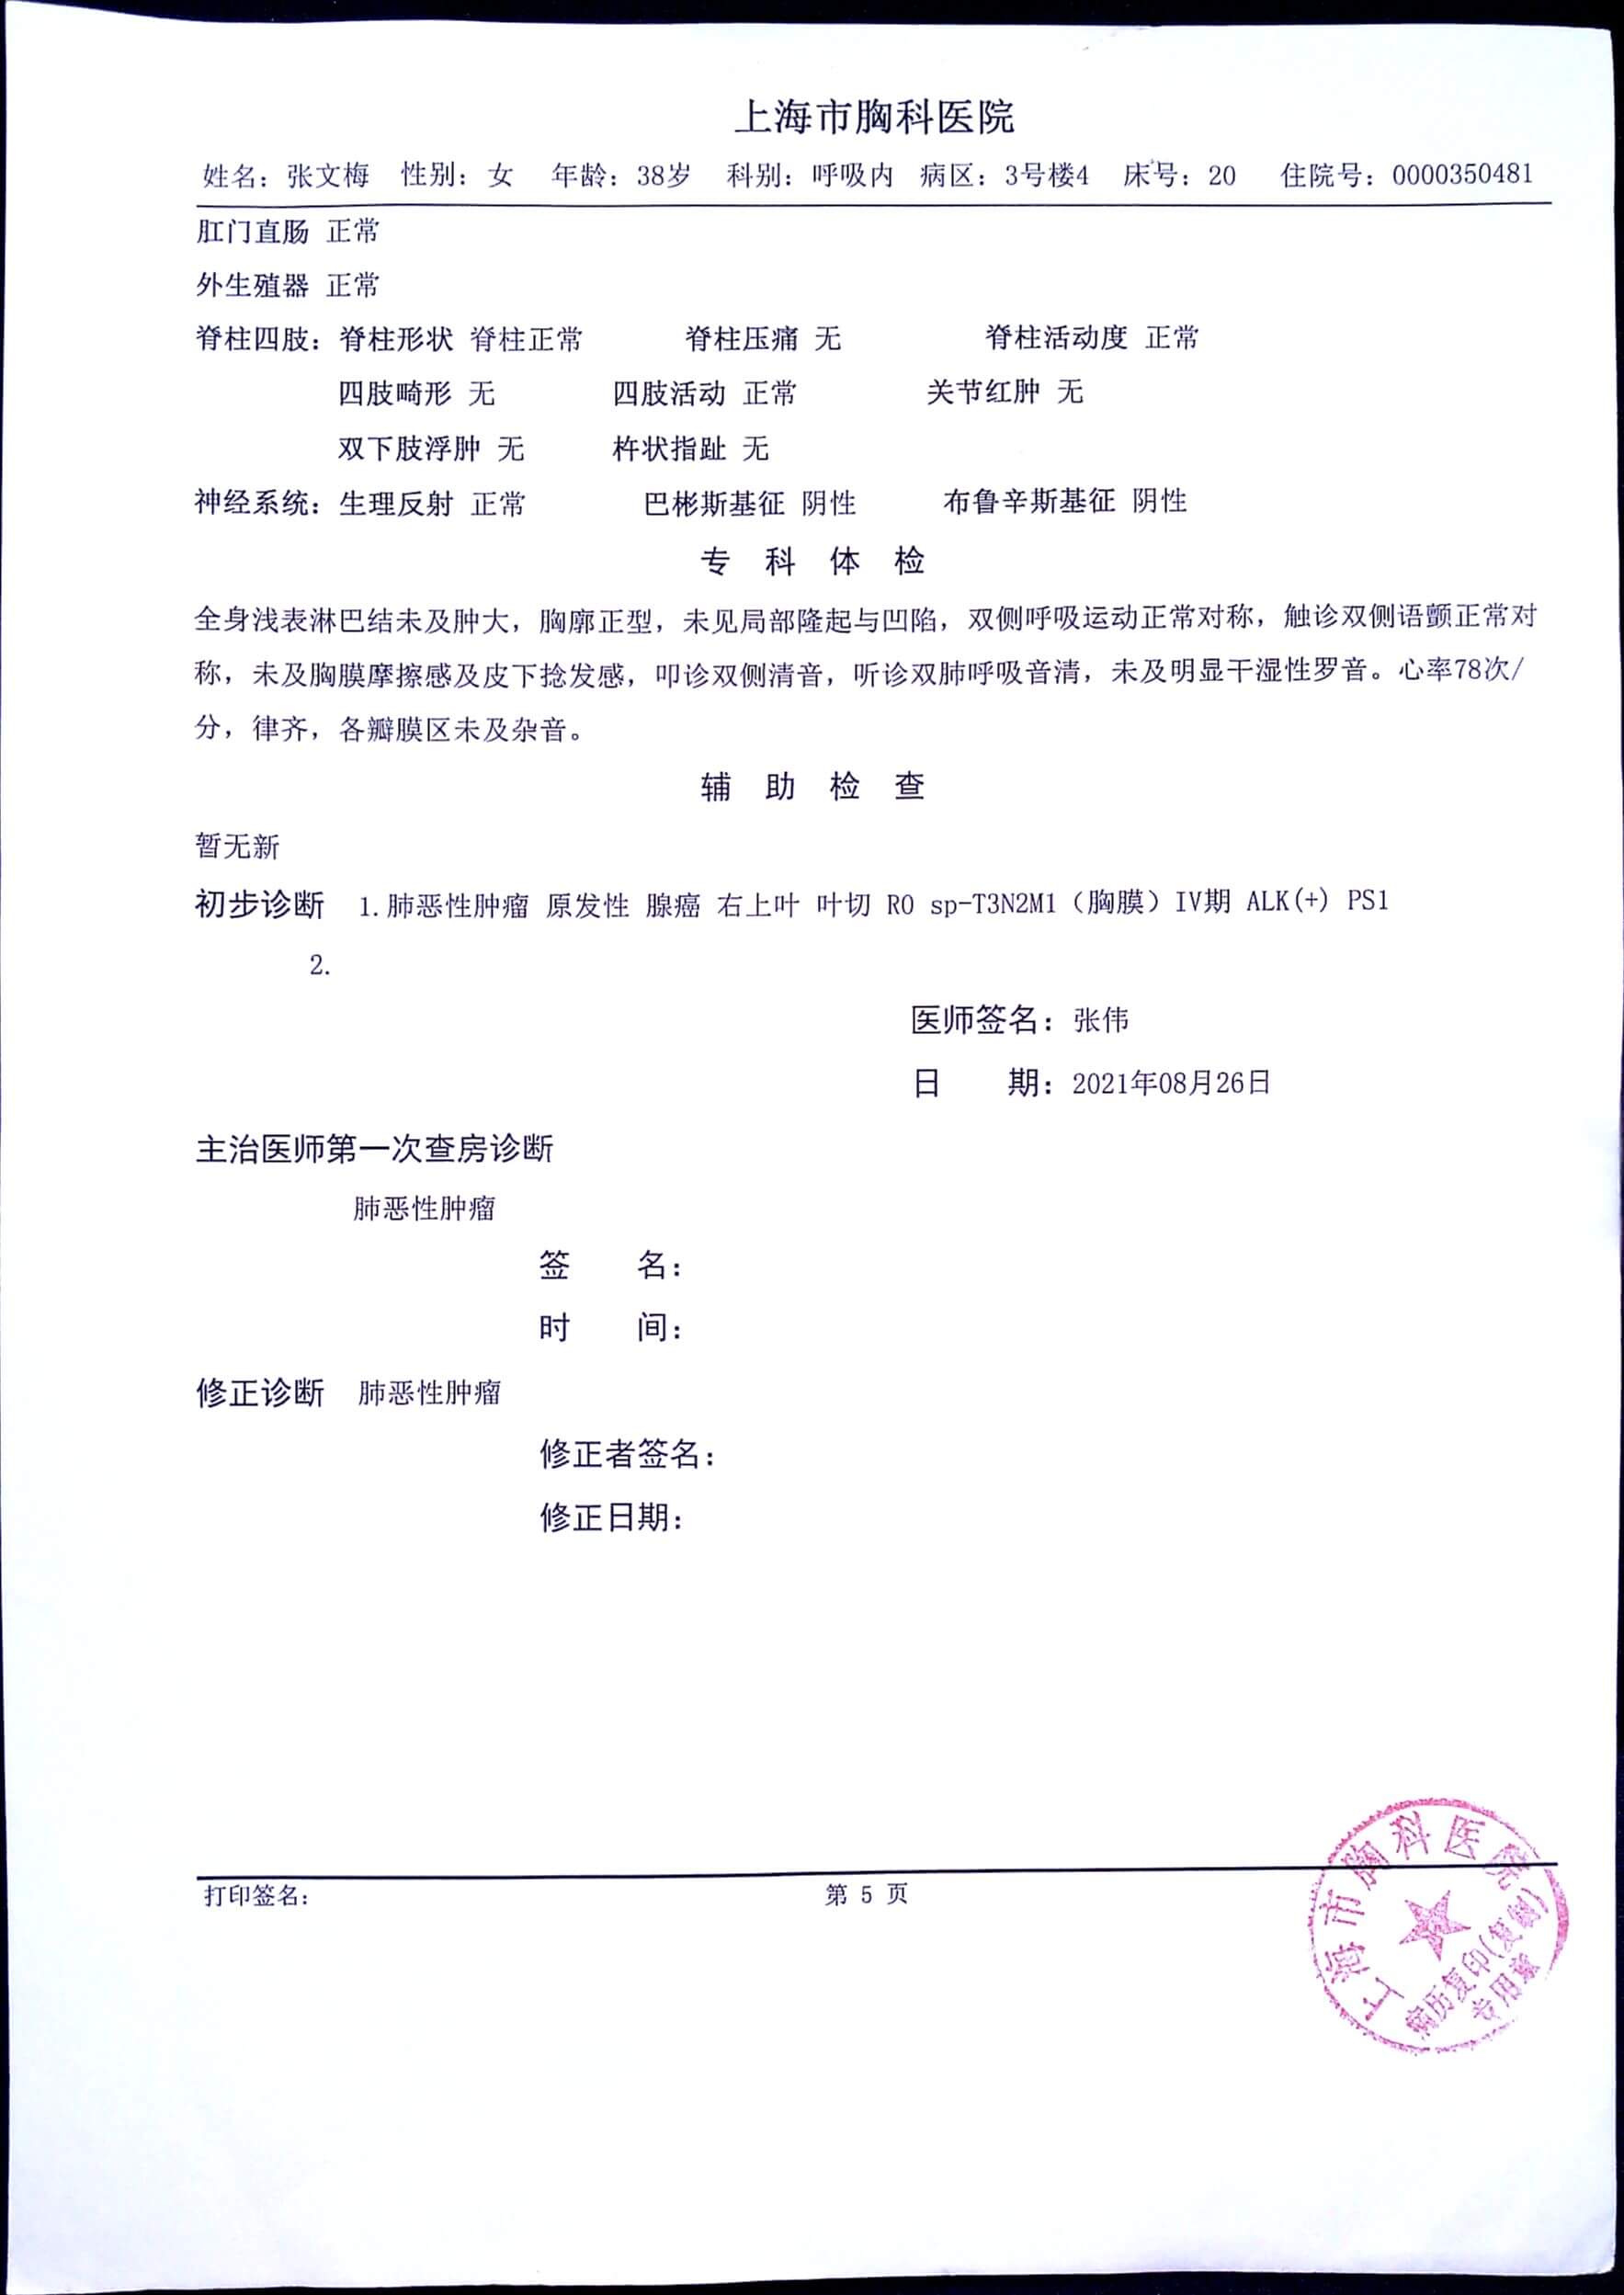 上海市胸科医院
姓名：张文梅 性别：女 年龄：38岁 科别：呼吸内 病区：3号楼4 床号：20 住院号：0000350481
肛门直肠 正常
外生殖器 正常
脊柱四肢：脊柱形状 脊柱正常 脊柱压痛 无 脊柱活动度 正常
四肢畸形 无 四肢活动 正常 关节红肿 无
双下肢浮肿 无 杵状指趾 无
神经系统：生理反射 正常 巴彬斯基征 阴性 布鲁辛斯基征 阴性
专 科 体 检
全身浅表淋巴结未及肿大，胸廓正型，未见局部隆起与凹陷，双侧呼吸运动正常对称，触诊双侧语颤正常对
称，未及胸膜摩擦感及皮下捻发感，叩诊双侧清音，听诊双肺呼吸音清，未及明显干湿性罗音。心率78次/
分，律齐，各瓣膜区未及杂音。
辅 助 检 查
暂无新
初步诊断 1.肺恶性肿瘤 原发性 腺癌 右上叶 叶切 R0 sp-T3N2M1（胸膜）IV期 ALK(+) PS1
2.
医师签名：张伟
日 期：2021年08月26日
主治医师第一次查房诊断
肺恶性肿瘤
签 名：
时 间：
修正诊断 肺恶性肿瘤
修正者签名：
修正日期：
打印签名： 第 5 页
上海市胸科医院
病历复印(复制)
专用章